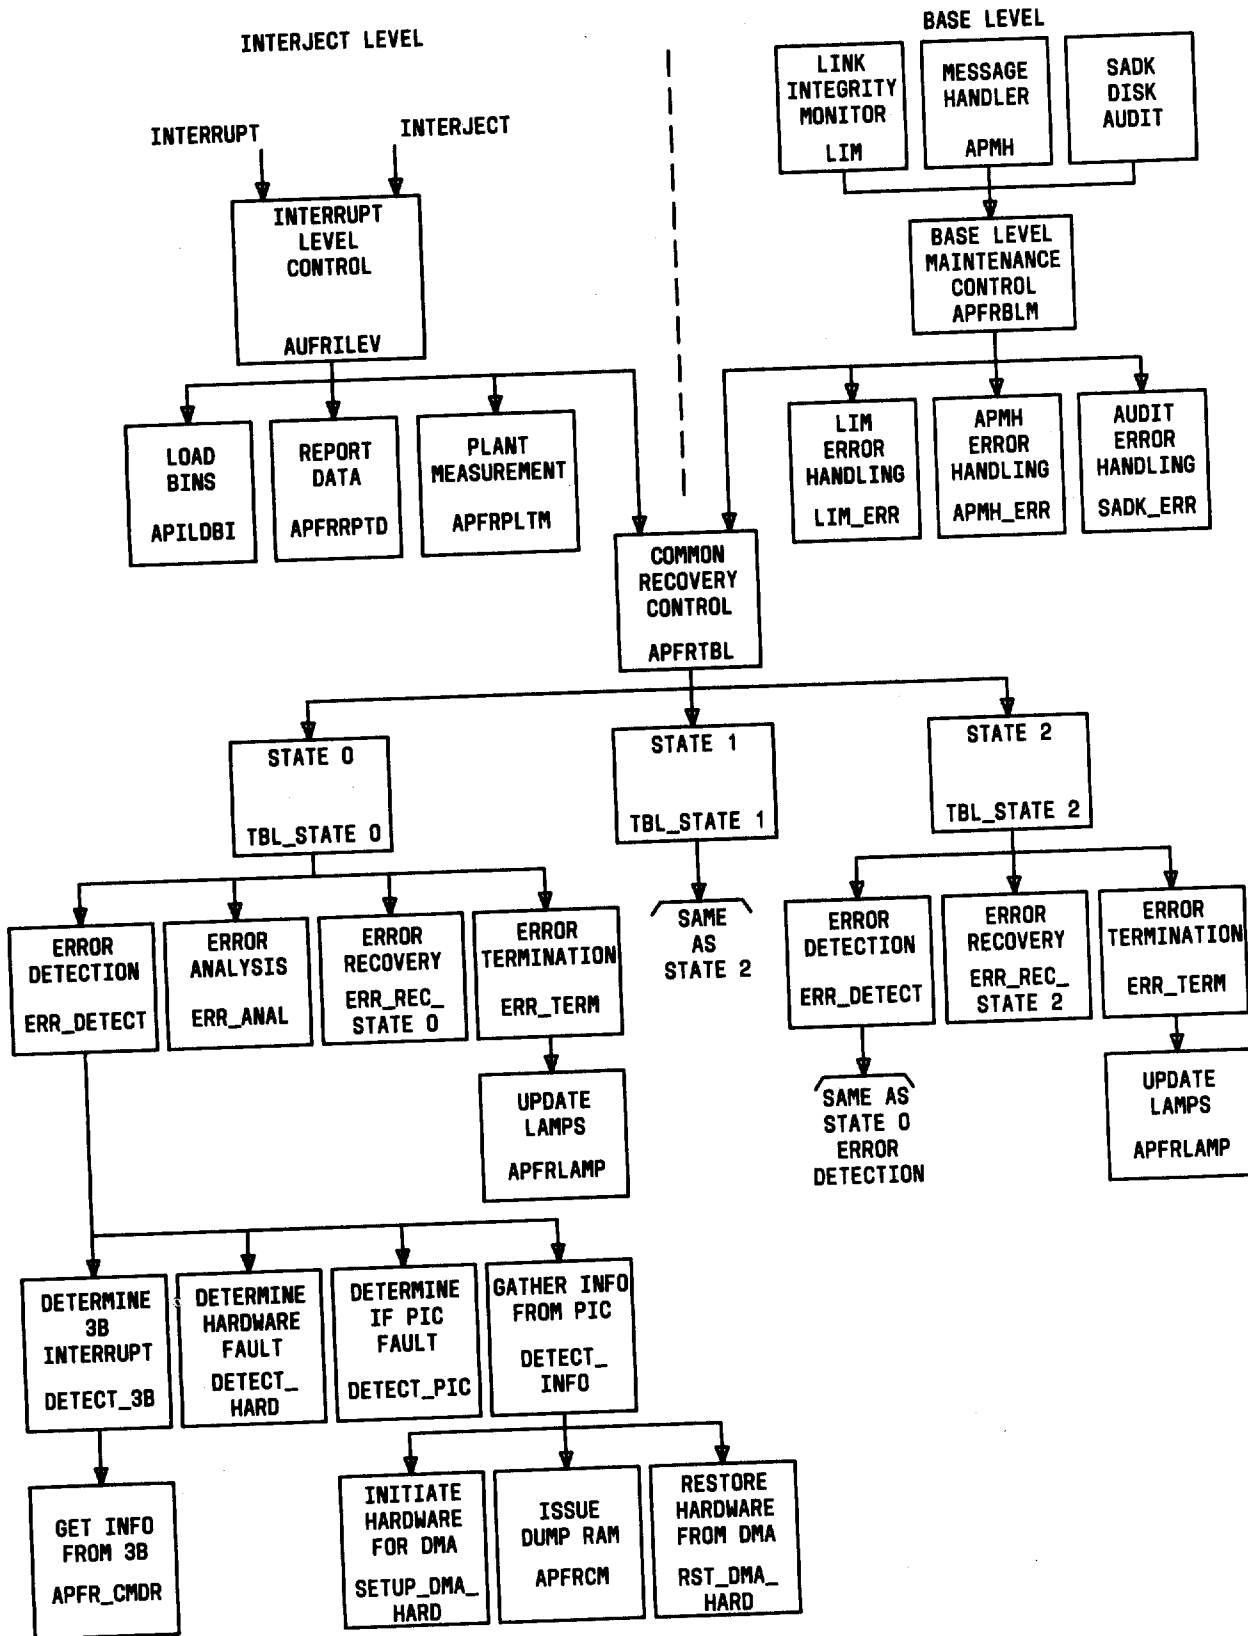 INTERJECT LEVEL
BASE LEVEL
INTERRUPT
INTERJECT
LINK
INTEGRITY
MONITOR
LIM
MESSAGE
HANDLER
APMH
SADK
DISK
AUDIT
INTERRUPT
LEVEL
CONTROL
AUFRILEV
BASE LEVEL
MAINTENANCE
CONTROL
APFRBLM
LOAD
BINS
APILDBI
REPORT
DATA
APFRRPTD
PLANT
MEASUREMENT
APFRPLTM
LIM
ERROR
HANDLING
LIM_ERR
APMH
ERROR
HANDLING
APMH_ERR
AUDIT
ERROR
HANDLING
SADK_ERR
COMMON
RECOVERY
CONTROL
APFRTBL
STATE 0
TBL_STATE 0
STATE 1
TBL_STATE 1
STATE 2
TBL_STATE 2
ERROR
DETECTION
ERR_DETECT
ERROR
ANALYSIS
ERR_ANAL
ERROR
RECOVERY
ERR_REC_
STATE 0
ERROR
TERMINATION
ERR_TERM
SAME
AS
STATE 2
ERROR
DETECTION
ERR_DETECT
ERROR
RECOVERY
ERR_REC_
STATE 2
ERROR
TERMINATION
ERR_TERM
UPDATE
LAMPS
APFRLAMP
SAME AS
STATE 0
ERROR
DETECTION
UPDATE
LAMPS
APFRLAMP
DETERMINE
3B
INTERRUPT
DETECT_3B
DETERMINE
HARDWARE
FAULT
DETECT_
HARD
DETERMINE
IF PIC
FAULT
DETECT_PIC
GATHER INFO
FROM PIC
DETECT_
INFO
GET INFO
FROM 3B
APFR_CMDR
INITIATE
HARDWARE
FOR DMA
SETUP_DMA_
HARD
ISSUE
DUMP RAM
APFRCM
RESTORE
HARDWARE
FROM DMA
RST_DMA_
HARD